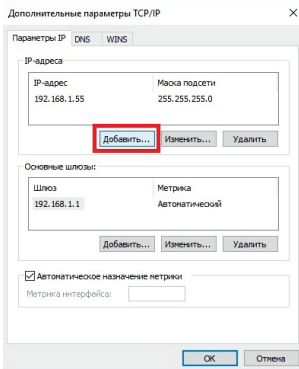 Дополнительные параметры TCP/IP
Параметры IP DNS WINS
IP-адреса
IP-адрес Маска подсети
192.168.1.55 255.255.255.0
Добавить... Изменить... Удалить
Основные шлюзы:
Шлюз Метрика
192.168.1.1 Автоматический
Добавить... Изменить... Удалить
Автоматическое назначение метрики
Метрика интерфейса:
OK Отмена